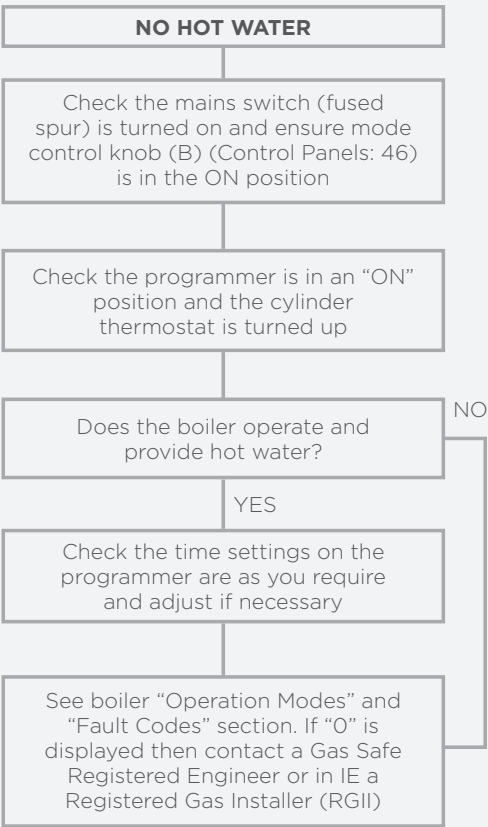 NO HOT WATER
Check the mains switch (fused
spur) is turned on and ensure mode
control knob (B) (Control Panels: 46)
is in the ON position
Check the programmer is in an “ON”
position and the cylinder
thermostat is turned up
Does the boiler operate and
provide hot water?
NO
YES
Check the time settings on the
programmer are as you require
and adjust if necessary
See boiler “Operation Modes” and
“Fault Codes” section. If “0” is
displayed then contact a Gas Safe
Registered Engineer or in IE a
Registered Gas Installer (RGII)